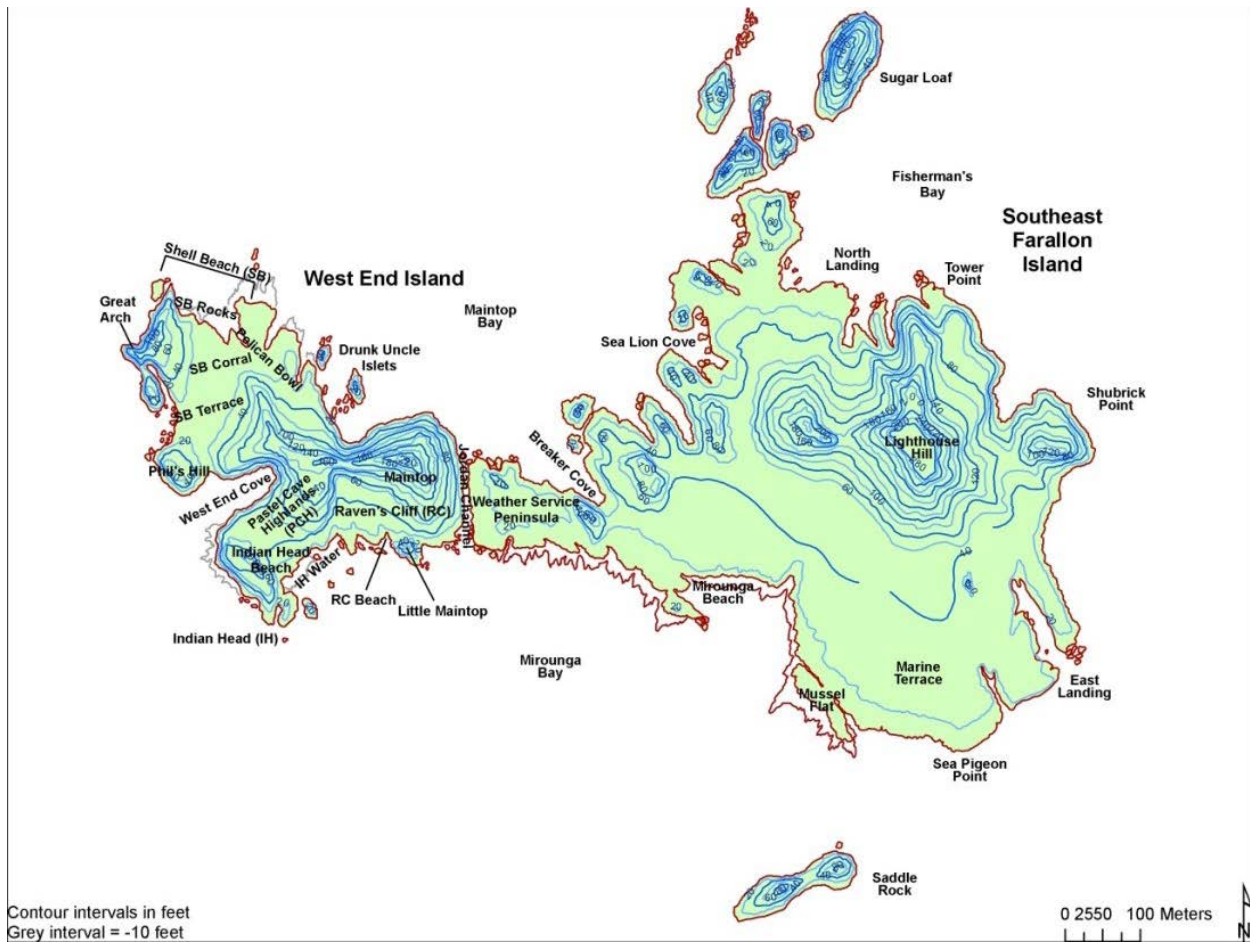 Sugar Loaf
Fisherman's
Bay
Southeast
Farallon
Island
Shell Beach (SB)
West End Island
North
Landing
Tower
Point
Great
Arch
SB Rocks
Maintop
Bay
Pelican Bowl
Sea Lion Cove
Drunk Uncle
Islets
SB Corral
Shubrick
Point
SB Terrace
Lighthouse
Hill
Breaker Cove
Phil's Hill
Maintop
Jordan Channel
West End Cove
Pastel Cave
Highlands
(PCH)
Raven's Cliff (RC)
Weather Service
Peninsula
Indian Head
Beach
IH Water
RC Beach
Little Maintop
Mirounga
Beach
Indian Head (IH)
Mirounga
Bay
Marine
Terrace
East
Landing
Mussel
Flat
Sea Pigeon
Point
Saddle
Rock
Contour intervals in feet
Grey interval = -10 feet
0 2550 100 Meters
N